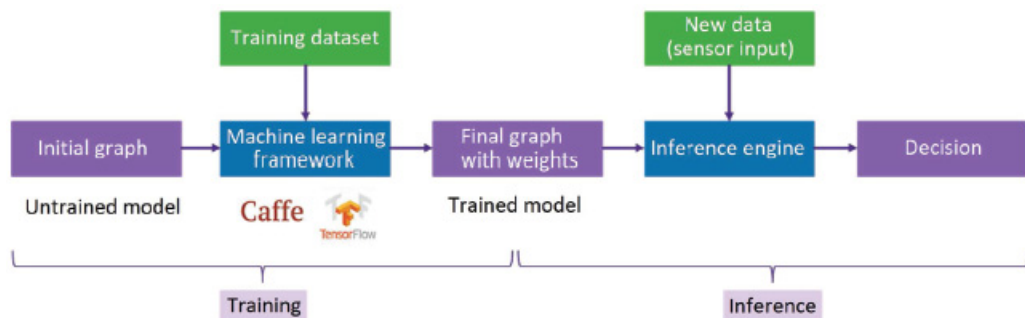 Training dataset
New data
(sensor input)
Initial graph
Machine learning
framework
Final graph
with weights
Inference engine
Decision
Untrained model
Caffe
TensorFlow
Trained model
Training
Inference